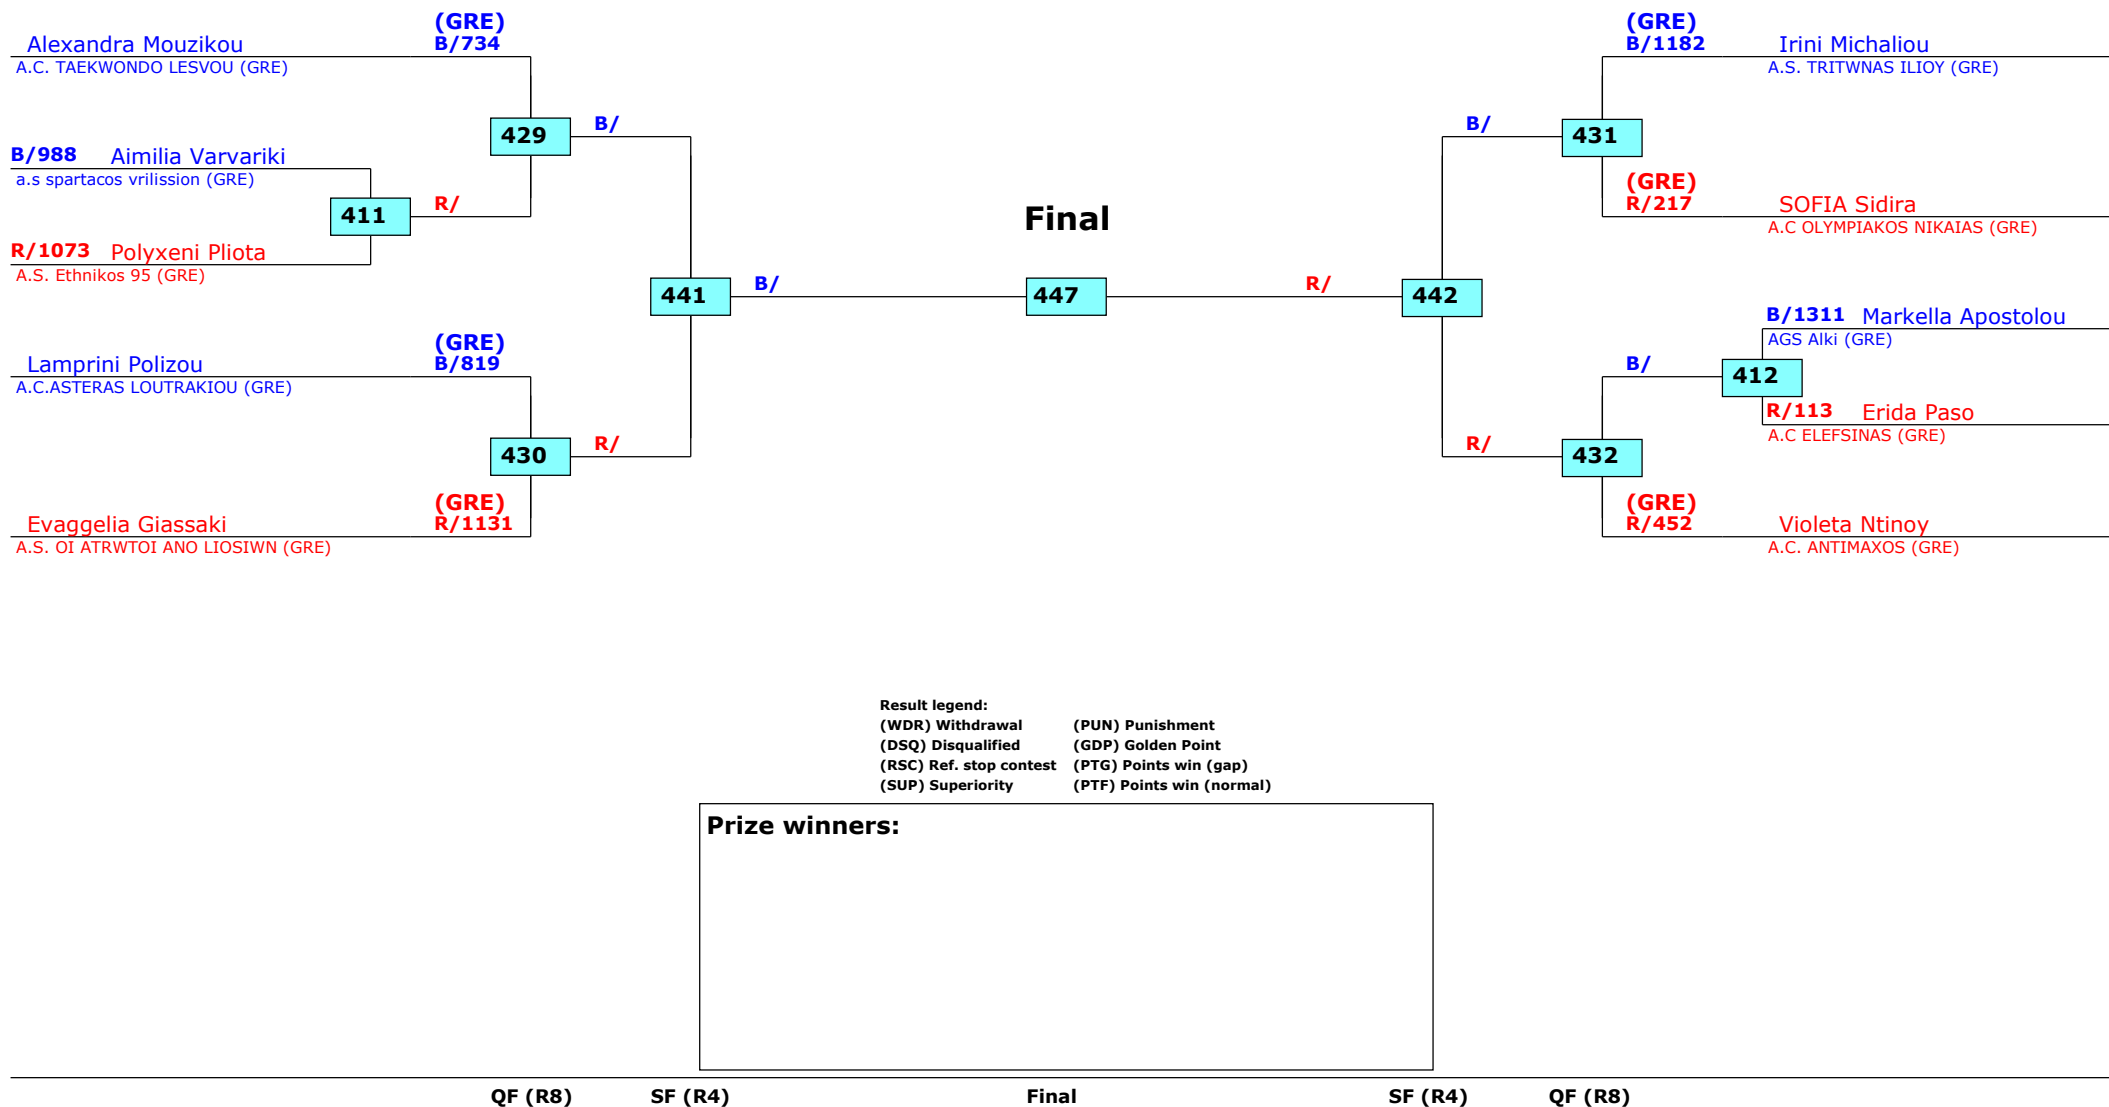 (GRE)
Alexandra Mouzikou B/734
A.C. TAEKWONDO LESVOU (GRE)
429 B/
B/988 Aimilia Varvariki
a.s spartacos vrilission (GRE)
411 R/
R/1073 Polyxeni Pliota
A.S. Ethnikos 95 (GRE)
441 B/
(GRE)
Lamprini Polizou B/819
A.C.ASTERAS LOUTRAKIOU (GRE)
430 R/
(GRE)
Evaggelia Giassaki R/1131
A.S. OI ATRWTOI ANO LIOSIWN (GRE)
Final
447
(GRE)
B/1182 Irini Michaliou
A.S. TRITWNAS ILIOY (GRE)
B/ 431
(GRE)
R/217 SOFIA Sidira
A.C OLYMPIAKOS NIKAIAS (GRE)
R/ 442
B/1311 Markella Apostolou
AGS Alki (GRE)
B/ 412
R/113 Erida Paso
A.C ELEFSINAS (GRE)
R/ 432
(GRE)
R/452 Violeta Ntinoy
A.C. ANTIMAXOS (GRE)
Result legend:
(WDR) Withdrawal (PUN) Punishment
(DSQ) Disqualified (GDP) Golden Point
(RSC) Ref. stop contest (PTG) Points win (gap)
(SUP) Superiority (PTF) Points win (normal)
Prize winners:
QF (R8) SF (R4) Final SF (R4) QF (R8)